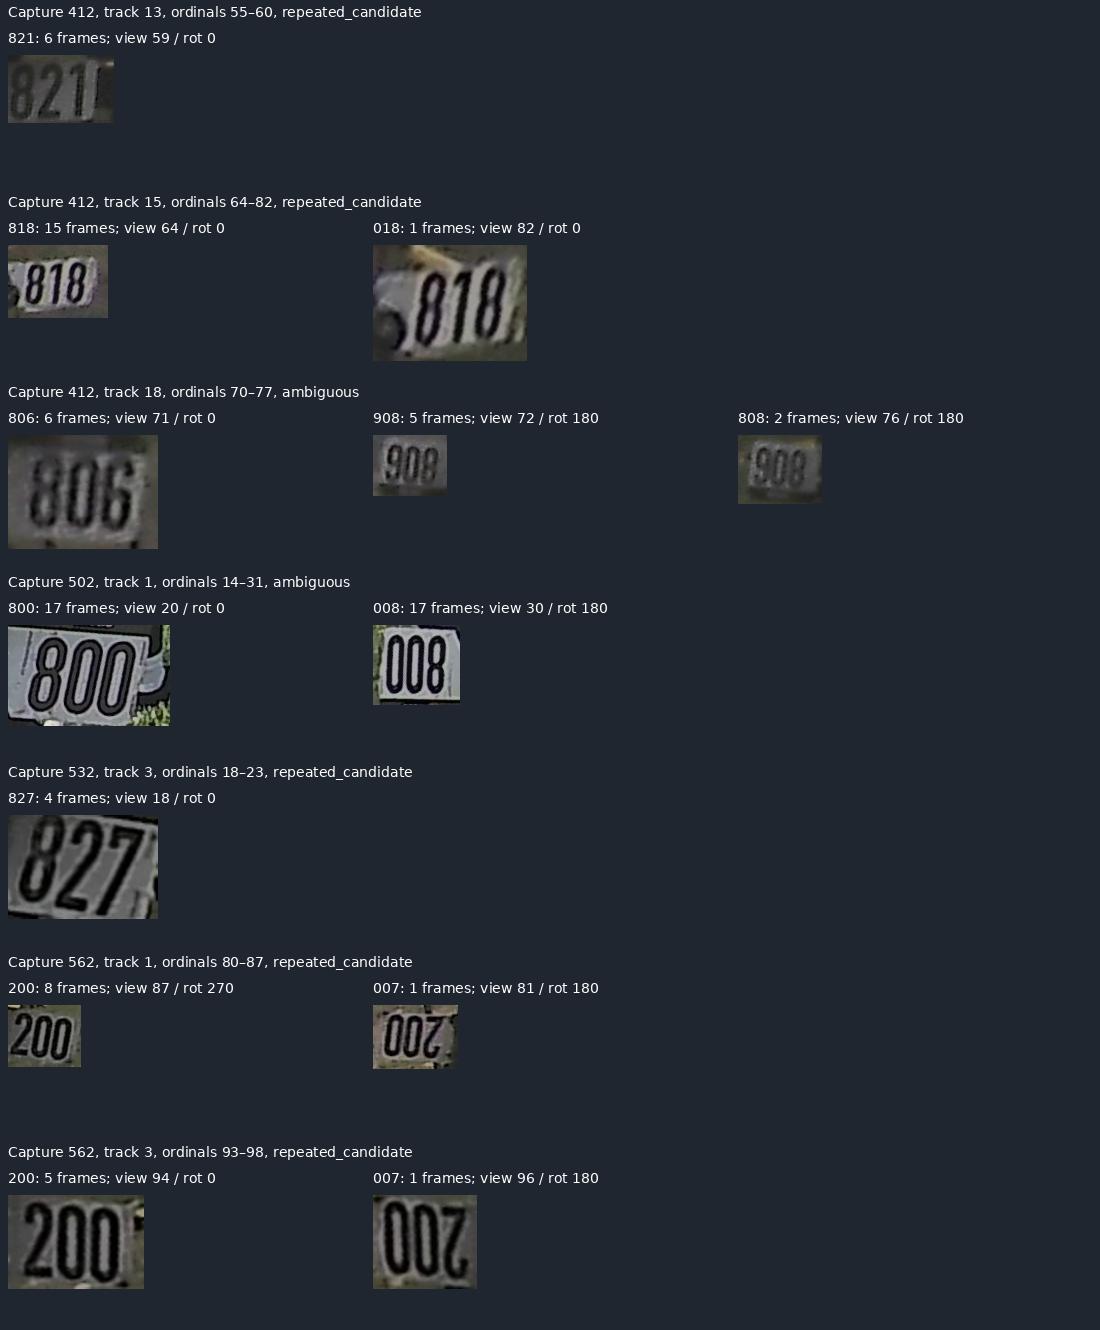 Capture 412, track 13, ordinals 55–60, repeated_candidate
821: 6 frames; view 59 / rot 0
821
Capture 412, track 15, ordinals 64–82, repeated_candidate
818: 15 frames; view 64 / rot 0 018: 1 frames; view 82 / rot 0
818 818
Capture 412, track 18, ordinals 70–77, ambiguous
806: 6 frames; view 71 / rot 0 908: 5 frames; view 72 / rot 180 808: 2 frames; view 76 / rot 180
806 908 908
Capture 502, track 1, ordinals 14–31, ambiguous
800: 17 frames; view 20 / rot 0 008: 17 frames; view 30 / rot 180
800 008
Capture 532, track 3, ordinals 18–23, repeated_candidate
827: 4 frames; view 18 / rot 0
827
Capture 562, track 1, ordinals 80–87, repeated_candidate
200: 8 frames; view 87 / rot 270 007: 1 frames; view 81 / rot 180
200 200
Capture 562, track 3, ordinals 93–98, repeated_candidate
200: 5 frames; view 94 / rot 0 007: 1 frames; view 96 / rot 180
200 200